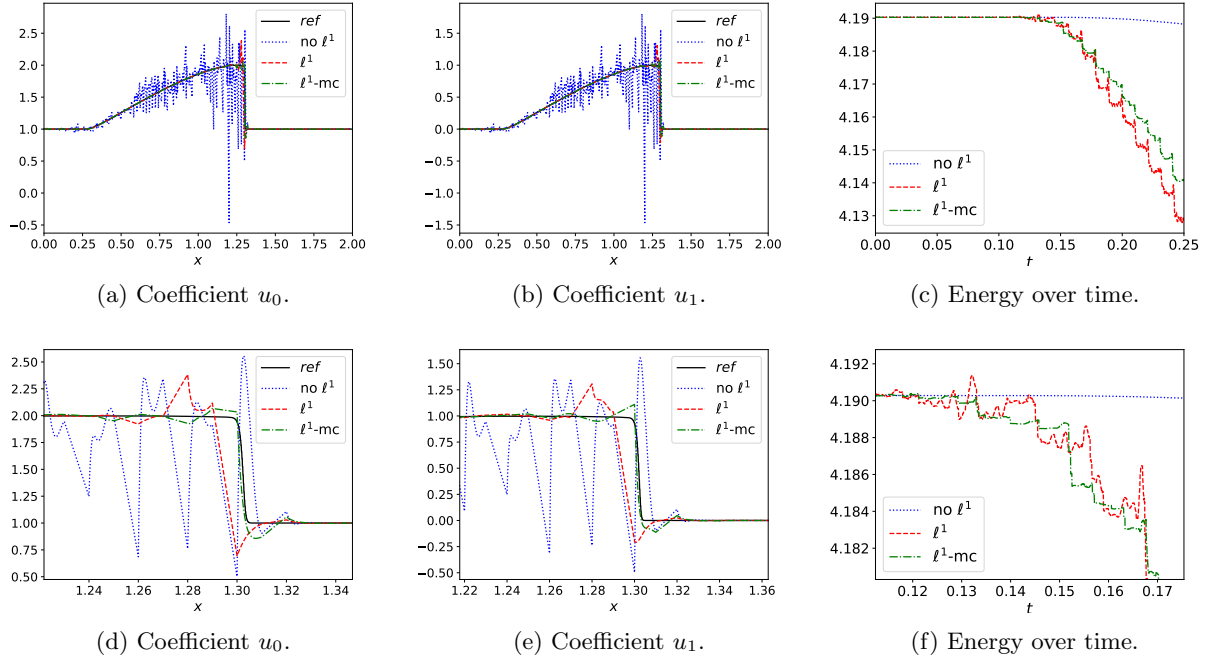 2.5
2.0
1.5
1.0
0.5
0.0
−0.5
0.00 0.25 0.50 0.75 1.00 1.25 1.50 1.75 2.00
x
ref
no ℓ¹
ℓ¹
ℓ¹-mc
(a) Coefficient u₀.
1.5
1.0
0.5
0.0
−0.5
−1.0
−1.5
0.00 0.25 0.50 0.75 1.00 1.25 1.50 1.75 2.00
x
ref
no ℓ¹
ℓ¹
ℓ¹-mc
(b) Coefficient u₁.
4.19
4.18
4.17
4.16
4.15
4.14
4.13
0.00 0.05 0.10 0.15 0.20 0.25
t
no ℓ¹
ℓ¹
ℓ¹-mc
(c) Energy over time.
2.50
2.25
2.00
1.75
1.50
1.25
1.00
0.75
0.50
1.24 1.26 1.28 1.30 1.32 1.34
x
ref
no ℓ¹
ℓ¹
ℓ¹-mc
(d) Coefficient u₀.
1.50
1.25
1.00
0.75
0.50
0.25
0.00
−0.25
−0.50
1.22 1.24 1.26 1.28 1.30 1.32 1.34 1.36
x
ref
no ℓ¹
ℓ¹
ℓ¹-mc
(e) Coefficient u₁.
4.192
4.190
4.188
4.186
4.184
4.182
0.12 0.13 0.14 0.15 0.16 0.17
t
no ℓ¹
ℓ¹
ℓ¹-mc
(f) Energy over time.